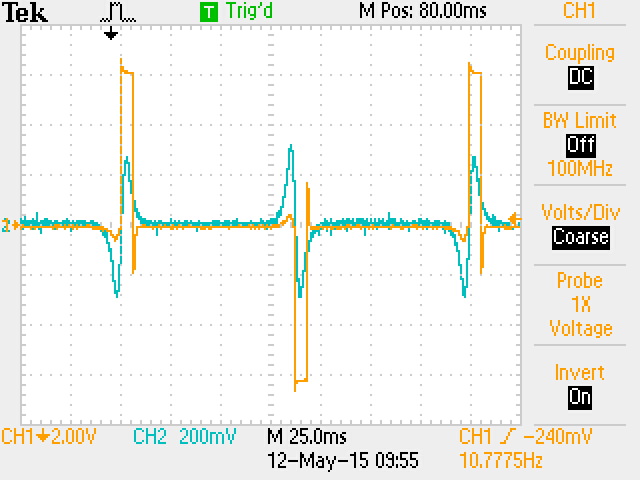 Tek
T Trig'd
M Pos: 80.00ms
CH1
Coupling
DC
BW Limit
Off
100MHz
Volts/Div
Coarse
Probe
1X
Voltage
Invert
On
CH1 2.00V
CH2 200mV
M 25.0ms
CH1 -240mV
12-May-15 09:55
10.7775Hz